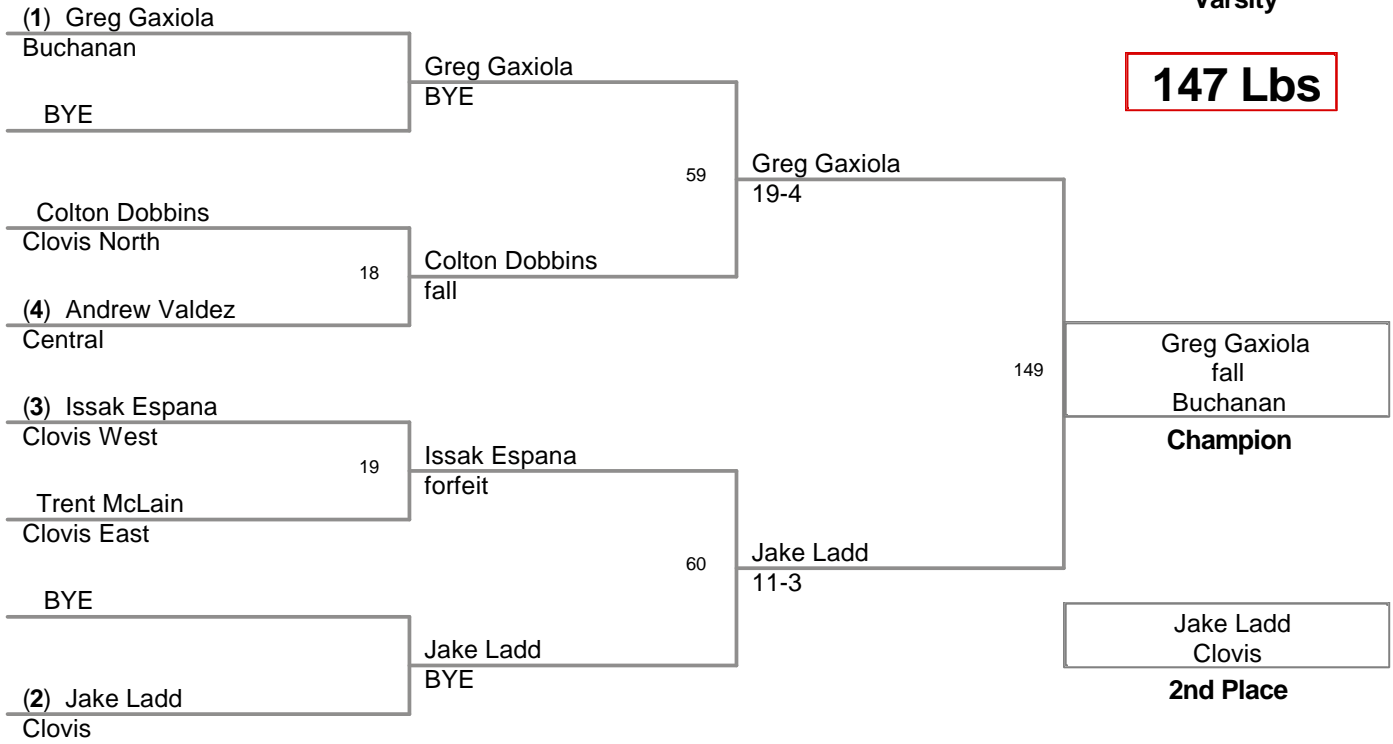 Varsity
147 Lbs
(1) Greg Gaxiola
Buchanan
BYE
Colton Dobbins
Clovis North
18
(4) Andrew Valdez
Central
(3) Issak Espana
Clovis West
19
Trent McLain
Clovis East
BYE
(2) Jake Ladd
Clovis
Greg Gaxiola
BYE
59
Colton Dobbins
fall
Issak Espana
forfeit
60
Jake Ladd
BYE
Greg Gaxiola
19-4
149
Jake Ladd
11-3
Greg Gaxiola
fall
Buchanan
Champion
Jake Ladd
Clovis
2nd Place